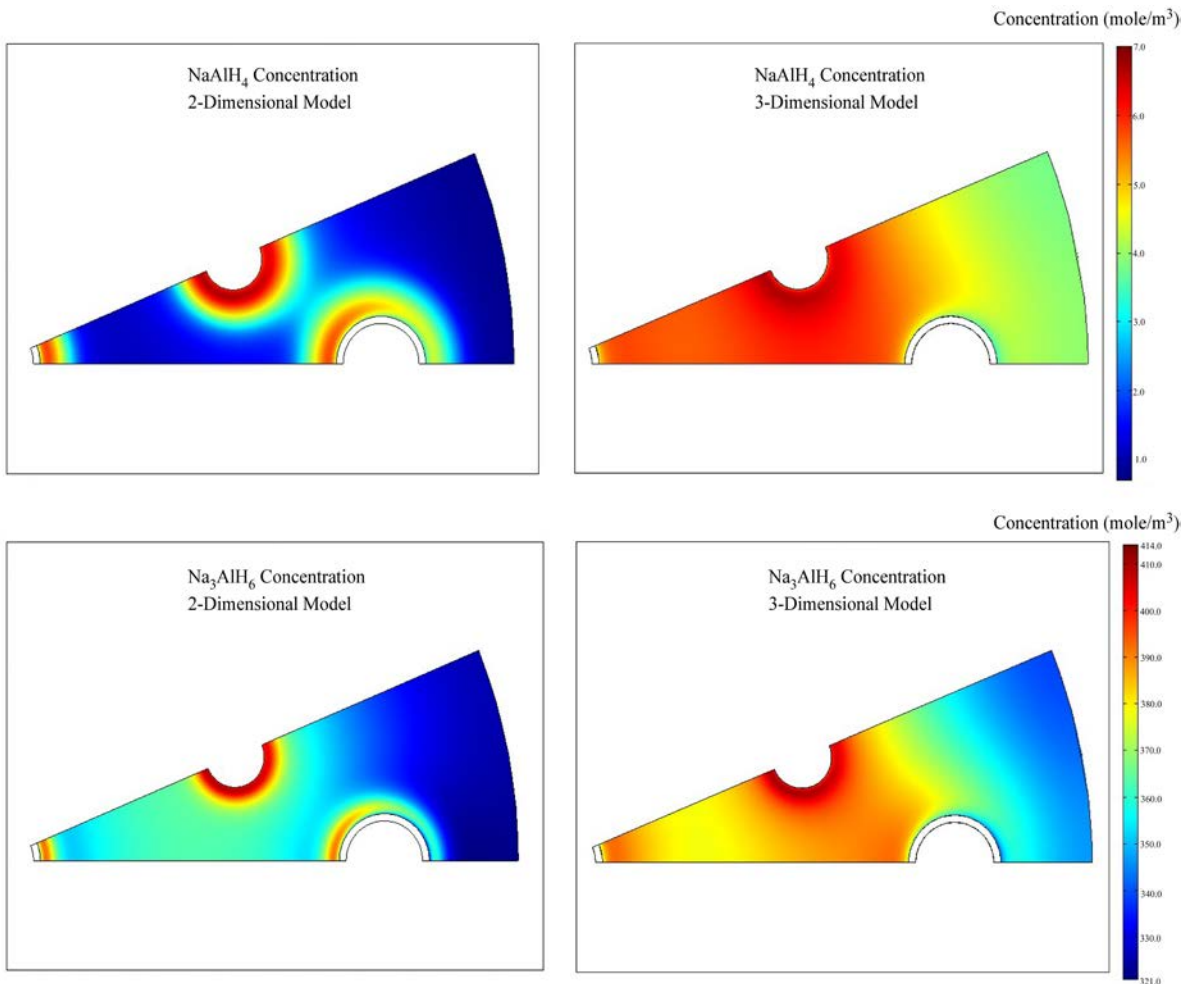 Concentration (mole/m³)
NaAlH₄ Concentration
2-Dimensional Model
NaAlH₄ Concentration
3-Dimensional Model
7.0
6.0
5.0
4.0
3.0
2.0
1.0
Concentration (mole/m³)
Na₃AlH₆ Concentration
2-Dimensional Model
Na₃AlH₆ Concentration
3-Dimensional Model
414.0
410.0
400.0
390.0
380.0
370.0
360.0
350.0
340.0
330.0
321.0